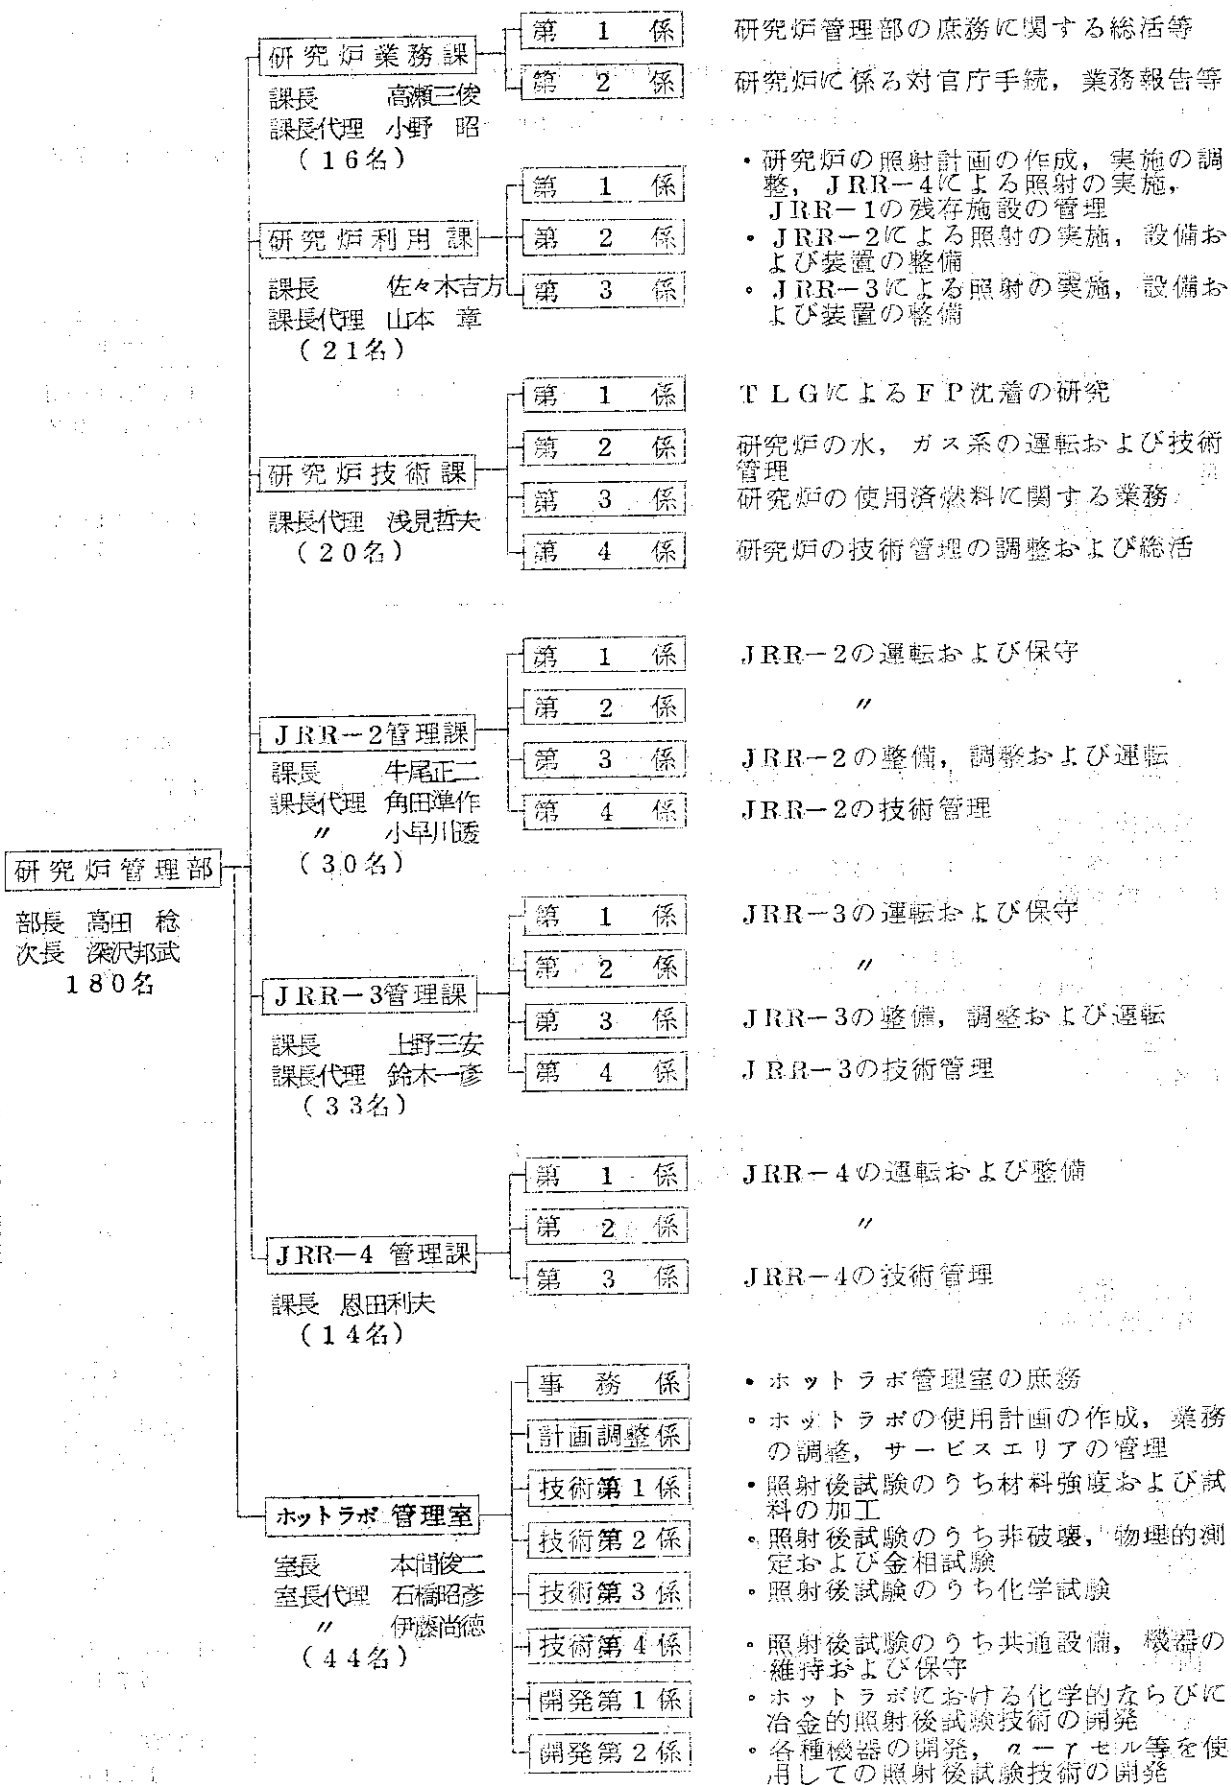 研究炉管理部
部長 高田 稔
次長 深沢邦武
180名
研究炉業務課
課長 高瀬三俊
課長代理 小野 昭
(16名)
第 1 係 研究炉管理部の庶務に関する総活等
第 2 係 研究炉に係る対官庁手続,業務報告等
研究炉利用課
課長 佐々木吉方
課長代理 山本 章
(21名)
第 1 係 ・研究炉の照射計画の作成,実施の調
整,JRR-4による照射の実施,
JRR-1の残存施設の管理
第 2 係 ・JRR-2による照射の実施,設備お
よび装置の整備
第 3 係 ・JRR-3による照射の実施,設備お
よび装置の整備
研究炉技術課
課長代理 浅見哲夫
(20名)
第 1 係 TLGによるFP沈着の研究
第 2 係 研究炉の水,ガス系の運転および技術
管理
第 3 係 研究炉の使用済燃料に関する業務
第 4 係 研究炉の技術管理の調整および総活
JRR-2管理課
課長 牛尾正二
課長代理 角田準作
〃 小早川透
(30名)
第 1 係 JRR-2の運転および保守
第 2 係 〃
第 3 係 JRR-2の整備,調整および運転
第 4 係 JRR-2の技術管理
JRR-3管理課
課長 上野三安
課長代理 鈴木一彦
(33名)
第 1 係 JRR-3の運転および保守
第 2 係 〃
第 3 係 JRR-3の整備,調整および運転
第 4 係 JRR-3の技術管理
JRR-4 管理課
課長 恩田利夫
(14名)
第 1 係 JRR-4の運転および整備
第 2 係 〃
第 3 係 JRR-4の技術管理
ホットラボ 管理室
室長 本間俊二
室長代理 石橋昭彦
〃 伊藤尚徳
(44名)
事 務 係 ・ホットラボ管理室の庶務
計画調整係 ・ホットラボの使用計画の作成,業務
の調整,サービスエリアの管理
技術第1係 ・照射後試験のうち材料強度および試
料の加工
技術第2係 ・照射後試験のうち非破壊,物理的測
定および金相試験
技術第3係 ・照射後試験のうち化学試験
技術第4係 ・照射後試験のうち共通設備,機器の
維持および保守
開発第1係 ・ホットラボにおける化学的ならびに
冶金的照射後試験技術の開発
開発第2係 ・各種機器の開発,α-γセル等を使
用しての照射後試験技術の開発